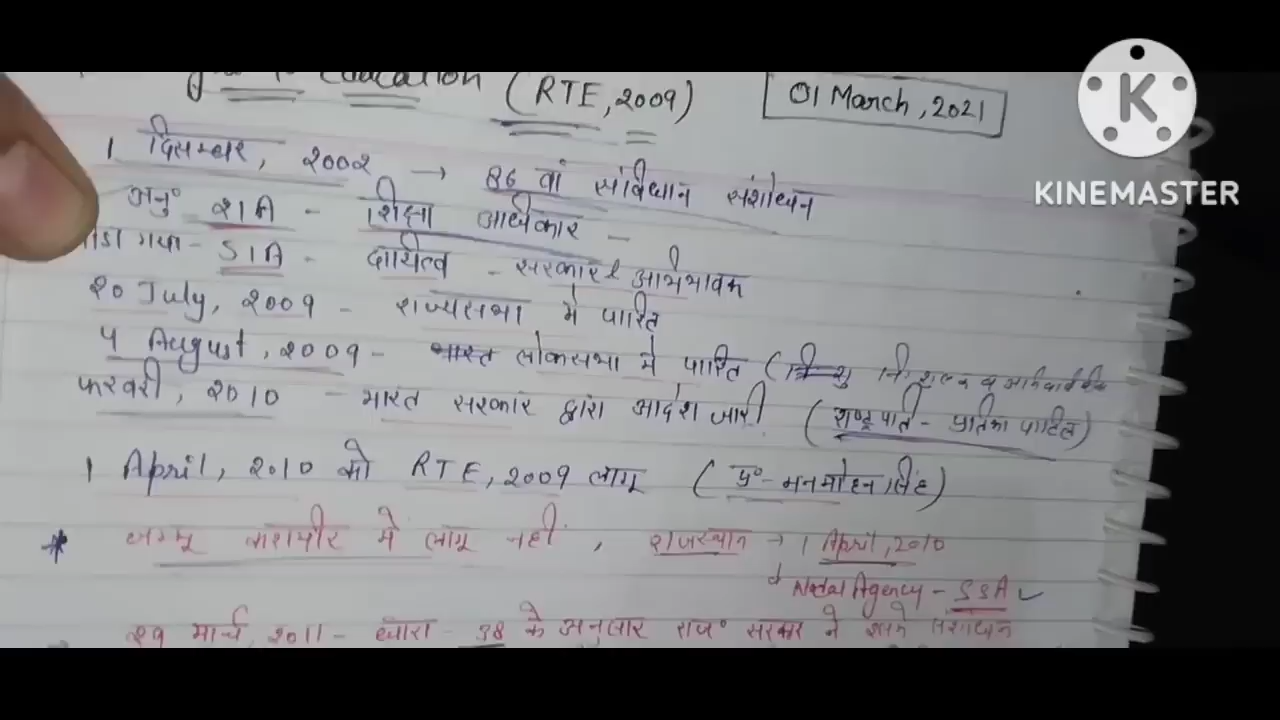 Education (RTE, 2009)
01 March, 2021
K
KINEMASTER
1 दिसम्बर, 2002 → 86 वां संविधान संशोधन
अनु° 21A - शिक्षा अधिकार -
गया - 51A - दायित्व - सरकार व अभिभावक
20 July, 2009 - राज्यसभा में पारित
4 August, 2009 - भारत लोकसभा में पारित (
फरवरी, 2010 - भारत सरकार द्वारा आदेश जारी (राष्ट्रपति - प्रतिभा पाटिल)
1 April, 2010 को RTE, 2009 लागू (प्र° - मनमोहन सिंह)
* जम्मू कश्मीर में लागू नहीं, राजस्थान → 1 April, 2010
Nodal Agency - SSA
29 मार्च, 2011 - धारा - 38 के अनुसार राज° सरकार ने इसमें संशोधन